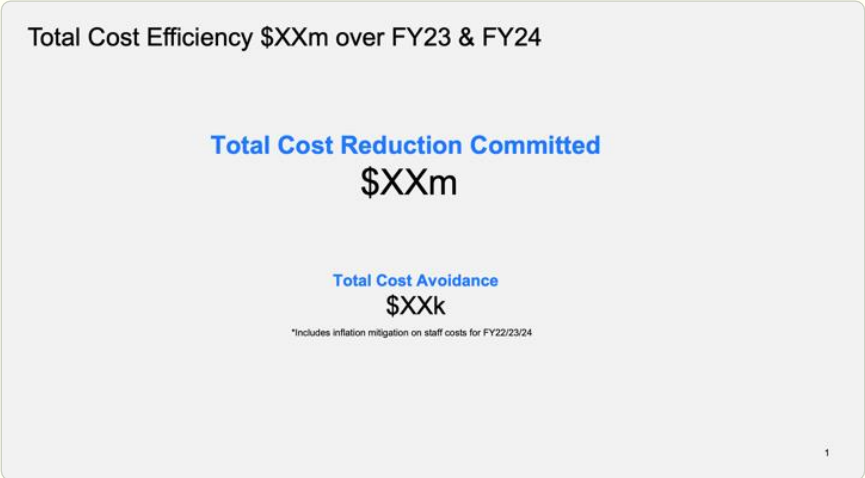 Total Cost Efficiency $XXm over FY23 & FY24
Total Cost Reduction Committed
$XXm
Total Cost Avoidance
$XXk
*Includes inflation mitigation on staff costs for FY22/23/24
1